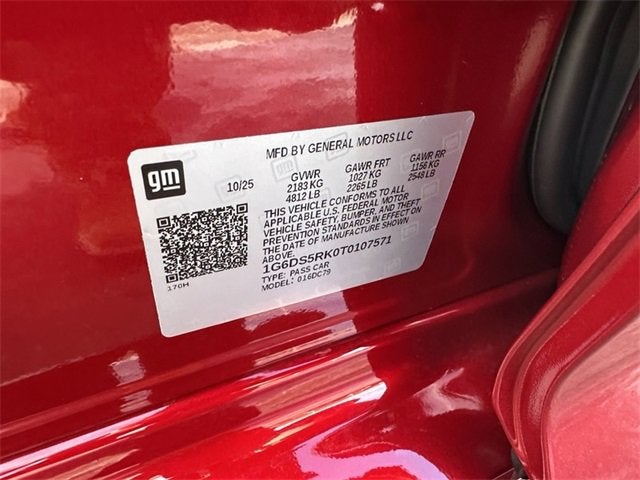 gm
MFD BY GENERAL MOTORS LLC
10/25
GVWR GAWR FRT GAWR RR
2183 KG 1027 KG 1156 KG
4812 LB 2265 LB 2548 LB
THIS VEHICLE CONFORMS TO ALL
APPLICABLE U.S. FEDERAL MOTOR
VEHICLE SAFETY, BUMPER, AND THEFT
PREVENTION STANDARDS IN EFFECT ON
THE DATE OF MANUFACTURE SHOWN
ABOVE.
1G6DS5RK0T0107571
TYPE: PASS CAR
MODEL: 016DC79
170H